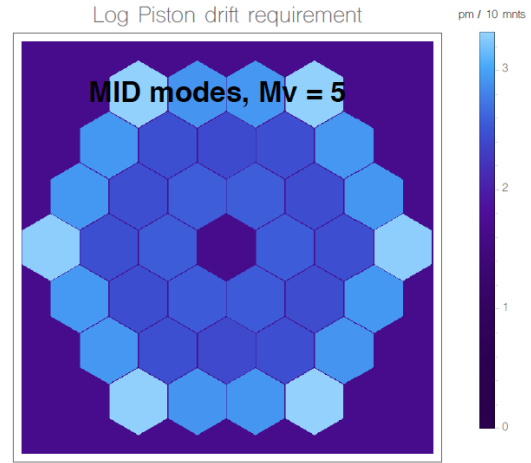 Log Piston drift requirement
pm / 10 mnts
MID modes, Mv = 5
3
2
1
0